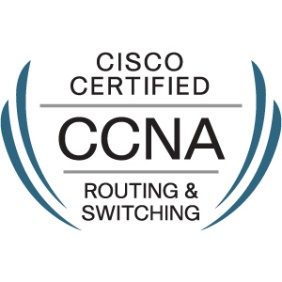 CISCO
CERTIFIED
CCNA
ROUTING &
SWITCHING